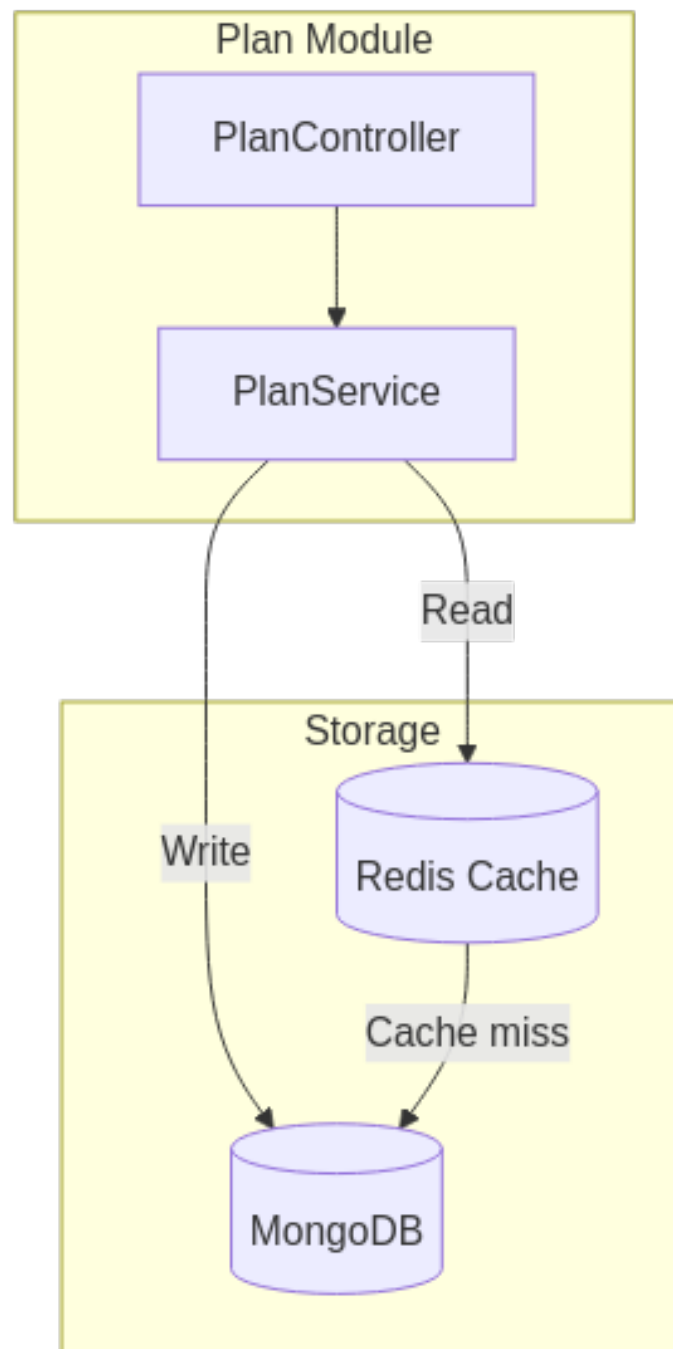 Plan Module
PlanController
PlanService
Read
Storage
Write
Redis Cache
Cache miss
MongoDB